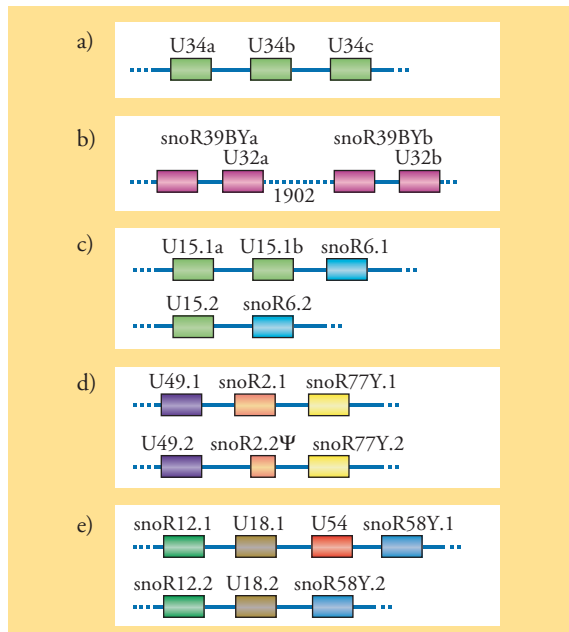 a)
U34a U34b U34c
b)
snoR39BYa snoR39BYb
U32a U32b
1902
c)
U15.1a U15.1b snoR6.1
U15.2 snoR6.2
d)
U49.1 snoR2.1 snoR77Y.1
U49.2 snoR2.2Ψ snoR77Y.2
e)
snoR12.1 U18.1 U54 snoR58Y.1
snoR12.2 U18.2 snoR58Y.2